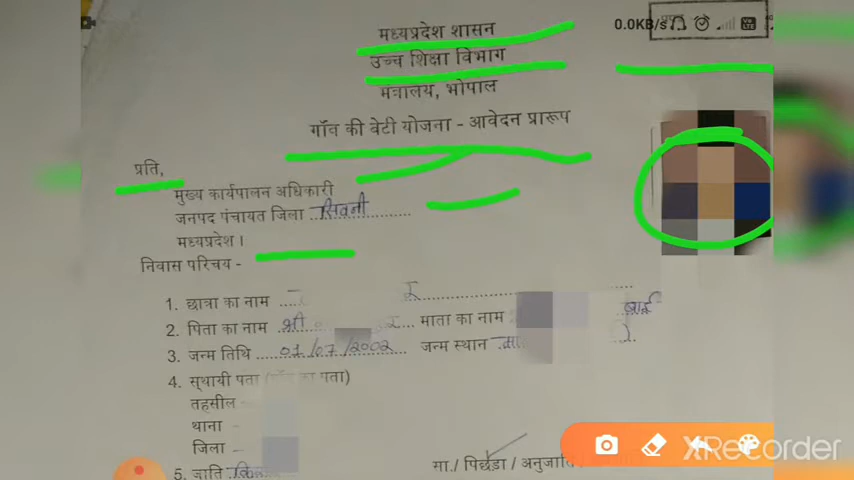 0.0KB/s
मध्यप्रदेश शासन
उच्च शिक्षा विभाग
मंत्रालय, भोपाल
गॉव की बेटी योजना - आवेदन प्रारूप
प्रति,
मुख्य कार्यपालन अधिकारी
जनपद पंचायत जिला सिवनी
मध्यप्रदेश।
निवास परिचय -
1. छात्रा का नाम
2. पिता का नाम श्री माता का नाम बाई
3. जन्म तिथि 01/07/2002 जन्म स्थान
4. स्थायी पता (गॉव का पता)
तहसील -
थाना -
जिला -
5. जाति
मा./ पिछड़ा / अनुजाति
XRecorder